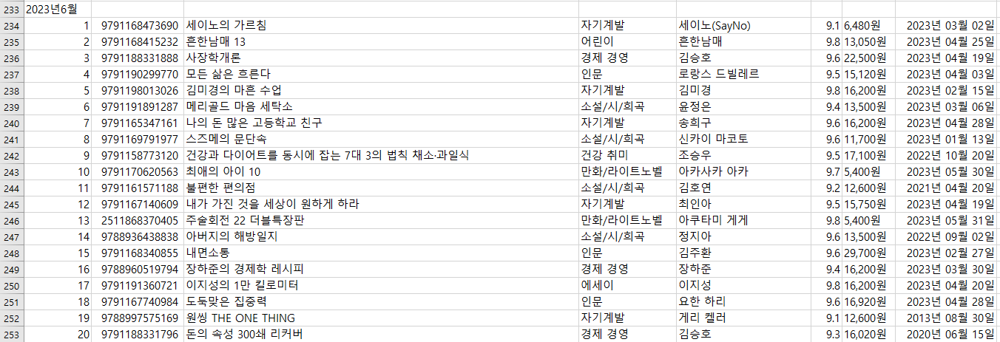 233 2023년6월
234 1 9791168473690 세이노의 가르침 자기계발 세이노(SayNo) 9.1 6,480원 2023년 03월 02일
235 2 9791168415232 흔한남매 13 어린이 흔한남매 9.8 13,050원 2023년 04월 25일
236 3 9791188331888 사장학개론 경제 경영 김승호 9.6 22,500원 2023년 04월 19일
237 4 9791190299770 모든 삶은 흐른다 인문 로랑스 드빌레르 9.5 15,120원 2023년 04월 03일
238 5 9791198013026 김미경의 마흔 수업 자기계발 김미경 9.8 16,200원 2023년 02월 15일
239 6 9791191891287 메리골드 마음 세탁소 소설/시/희곡 윤정은 9.4 13,500원 2023년 03월 06일
240 7 9791165347161 나의 돈 많은 고등학교 친구 자기계발 송희구 9.6 16,200원 2023년 04월 28일
241 8 9791169791977 스즈메의 문단속 소설/시/희곡 신카이 마코토 9.6 11,700원 2023년 01월 13일
242 9 9791158773120 건강과 다이어트를 동시에 잡는 7대 3의 법칙 채소·과일식 건강 취미 조승우 9.5 17,100원 2022년 10월 20일
243 10 9791170620563 최애의 아이 10 만화/라이트노벨 아카사카 아카 9.7 5,400원 2023년 05월 30일
244 11 9791161571188 불편한 편의점 소설/시/희곡 김호연 9.2 12,600원 2021년 04월 20일
245 12 9791167140609 내가 가진 것을 세상이 원하게 하라 자기계발 최인아 9.5 15,750원 2023년 04월 19일
246 13 2511868370405 주술회전 22 더블특장판 만화/라이트노벨 아쿠타미 게게 9.8 5,400원 2023년 05월 31일
247 14 9788936438838 아버지의 해방일지 소설/시/희곡 정지아 9.6 13,500원 2022년 09월 02일
248 15 9791168340855 내면소통 인문 김주환 9.6 29,700원 2023년 02월 27일
249 16 9788960519794 장하준의 경제학 레시피 경제 경영 장하준 9.4 16,200원 2023년 03월 30일
250 17 9791191360721 이지성의 1만 킬로미터 에세이 이지성 9.8 16,200원 2023년 04월 20일
251 18 9791167740984 도둑맞은 집중력 인문 요한 하리 9.6 16,920원 2023년 04월 28일
252 19 9788997575169 원씽 THE ONE THING 자기계발 게리 켈러 9.1 12,600원 2013년 08월 30일
253 20 9791188331796 돈의 속성 300쇄 리커버 경제 경영 김승호 9.3 16,020원 2020년 06월 15일